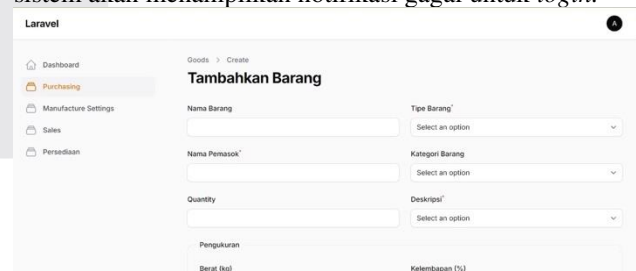 sistem akan menampilkan notifikasi gagal untuk login.
Laravel
A
Dashboard
Purchasing
Manufacture Settings
Sales
Persediaan
Goods > Create
Tambahkan Barang
Nama Barang
Tipe Barang*
Select an option
Nama Pemasok*
Kategori Barang
Select an option
Quantity
Deskripsi*
Select an option
Pengukuran
Berat (kg)
Kelembapan (%)